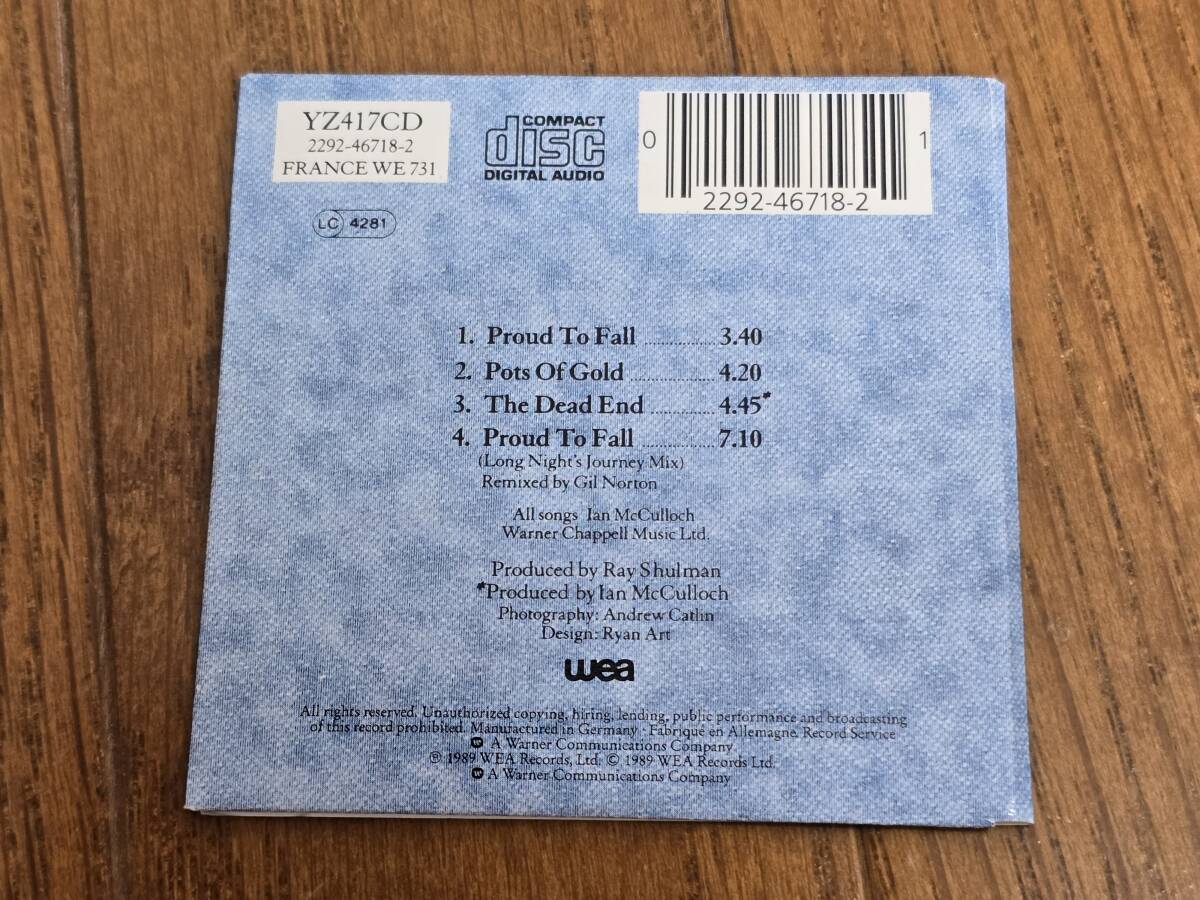 YZ417CD
2292-46718-2
FRANCE WE 731
COMPACT
disc
DIGITAL AUDIO
0 1
2292-46718-2
LC 4281
1. Proud To Fall ............. 3.40
2. Pots Of Gold ............... 4.20
3. The Dead End ........... 4.45*
4. Proud To Fall ............. 7.10
(Long Night's Journey Mix)
Remixed by Gil Norton
All songs Ian McCulloch
Warner Chappell Music Ltd.
Produced by Ray Shulman
*Produced by Ian McCulloch
Photography: Andrew Catlin
Design: Ryan Art
wea
All rights reserved. Unauthorized copying, hiring, lending, public performance and broadcasting
of this record prohibited. Manufactured in Germany · Fabriqué en Allemagne. Record Service
A Warner Communications Company
℗ 1989 WEA Records, Ltd. © 1989 WEA Records Ltd.
A Warner Communications Company